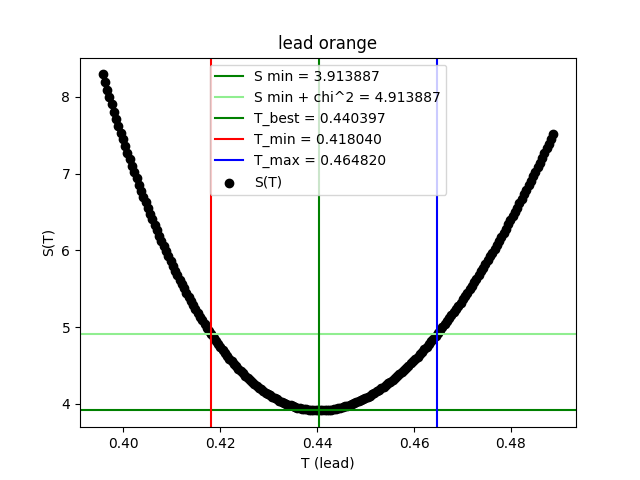 lead orange
S min = 3.913887
S min + chi^2 = 4.913887
T_best = 0.440397
T_min = 0.418040
T_max = 0.464820
S(T)
8
7
6
5
4
S(T)
0.40 0.42 0.44 0.46 0.48
T (lead)